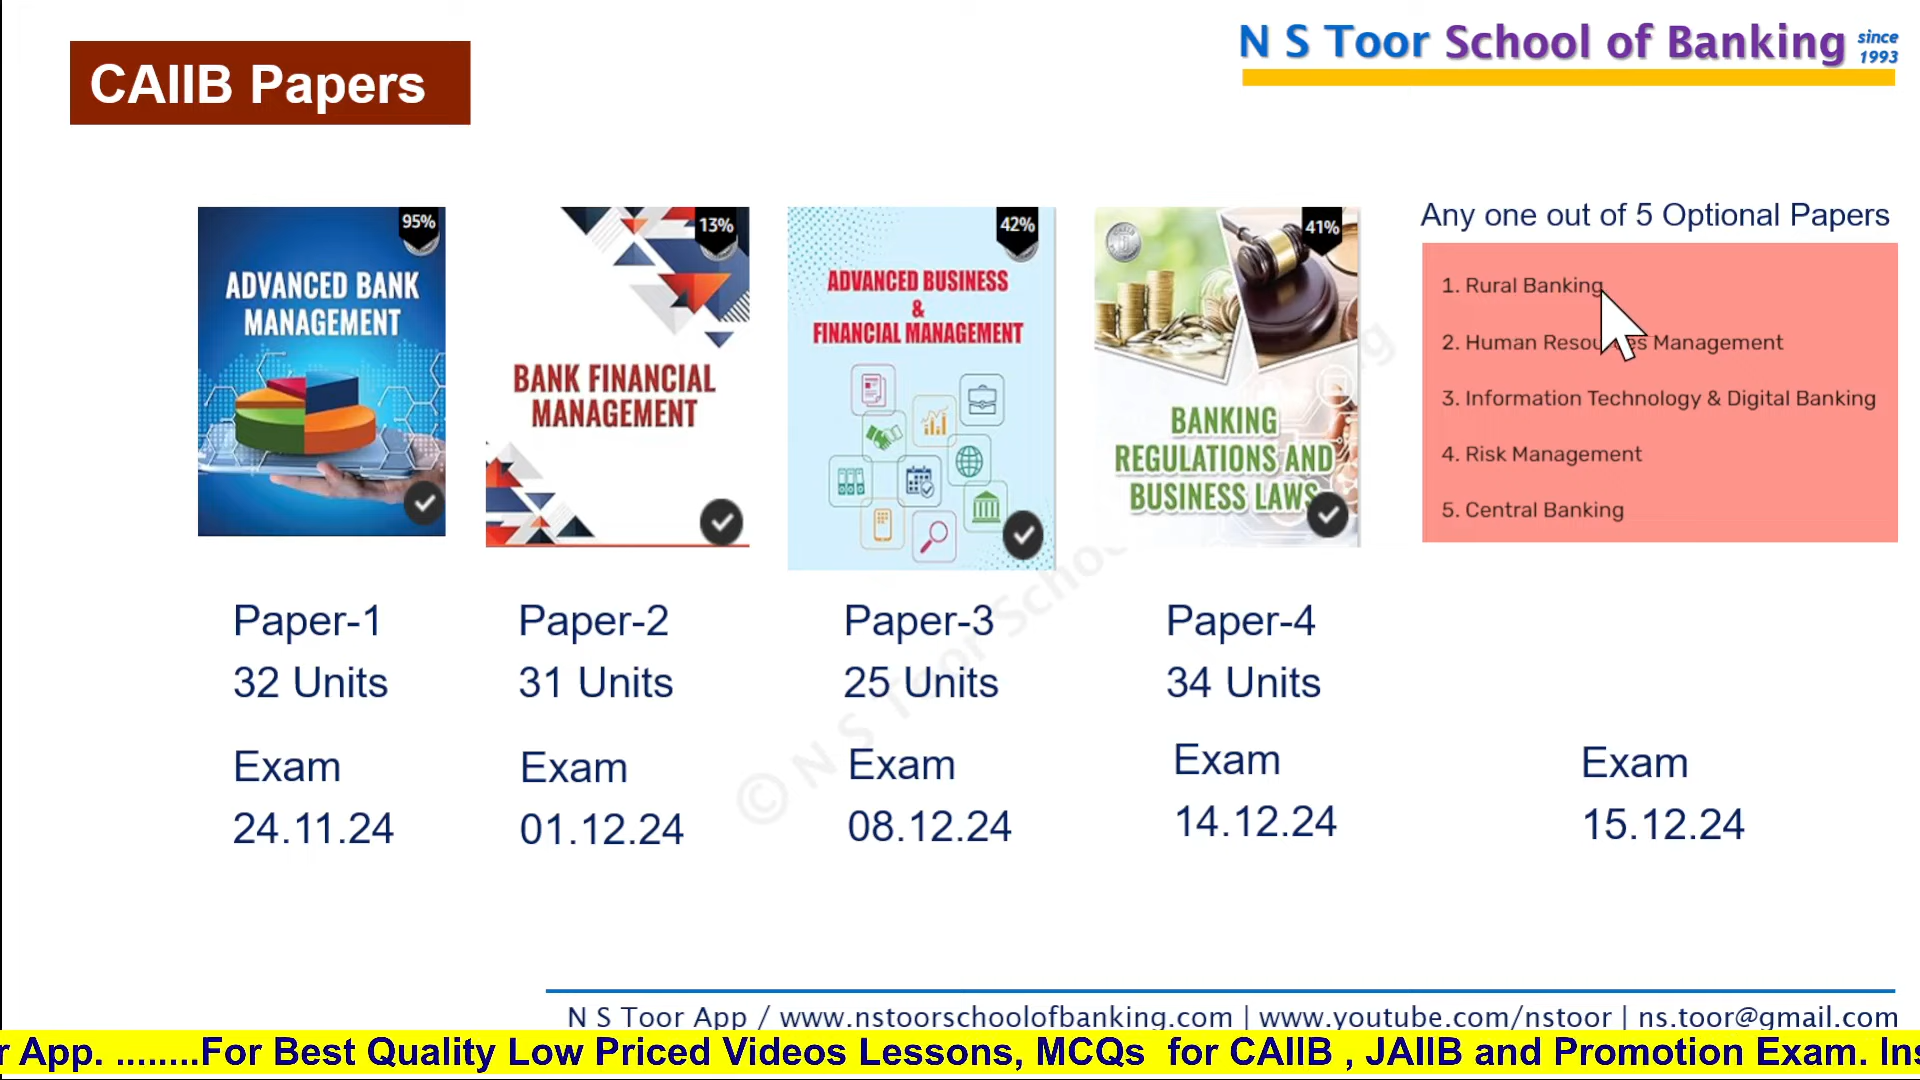 N S Toor School of Banking since 1993
CAIIB Papers
95%
ADVANCED BANK
MANAGEMENT
13%
BANK FINANCIAL
MANAGEMENT
42%
ADVANCED BUSINESS
&
FINANCIAL MANAGEMENT
41%
BANKING
REGULATIONS AND
BUSINESS LAWS
Any one out of 5 Optional Papers
1. Rural Banking
2. Human Resources Management
3. Information Technology & Digital Banking
4. Risk Management
5. Central Banking
Paper-1
32 Units
Exam
24.11.24
Paper-2
31 Units
Exam
01.12.24
Paper-3
25 Units
Exam
08.12.24
Paper-4
34 Units
Exam
14.12.24
Exam
15.12.24
© N S Toor School
N S Toor App / www.nstoorschoolofbanking.com | www.youtube.com/nstoor | ns.toor@gmail.com
r App. ........For Best Quality Low Priced Videos Lessons, MCQs for CAIIB , JAIIB and Promotion Exam. Ins